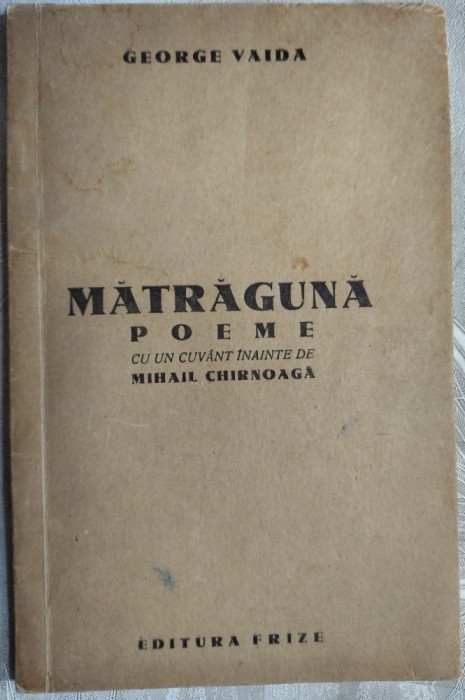 GEORGE VAIDA
MĂTRĂGUNĂ
POEME
CU UN CUVÂNT ÎNAINTE DE
MIHAIL CHIRNOAGĂ
EDITURA FRIZE